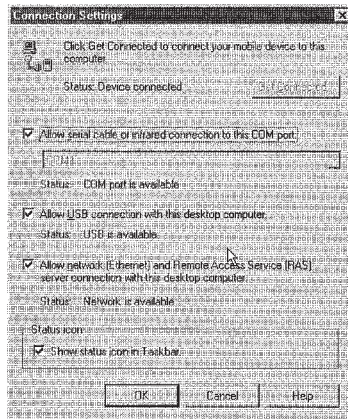 Connection Settings
Click Get Connected to connect your mobile device to this
computer.
Status: Device connected
Get Connected
Allow serial cable or infrared connection to this COM port:
Status: COM port is available
Allow USB connection with this desktop computer.
Status: USB is available
Allow network (Ethernet) and Remote Access Service (RAS)
server connection with this desktop computer.
Status: Network is available
Status icon
Show status icon in Taskbar.
OK Cancel Help